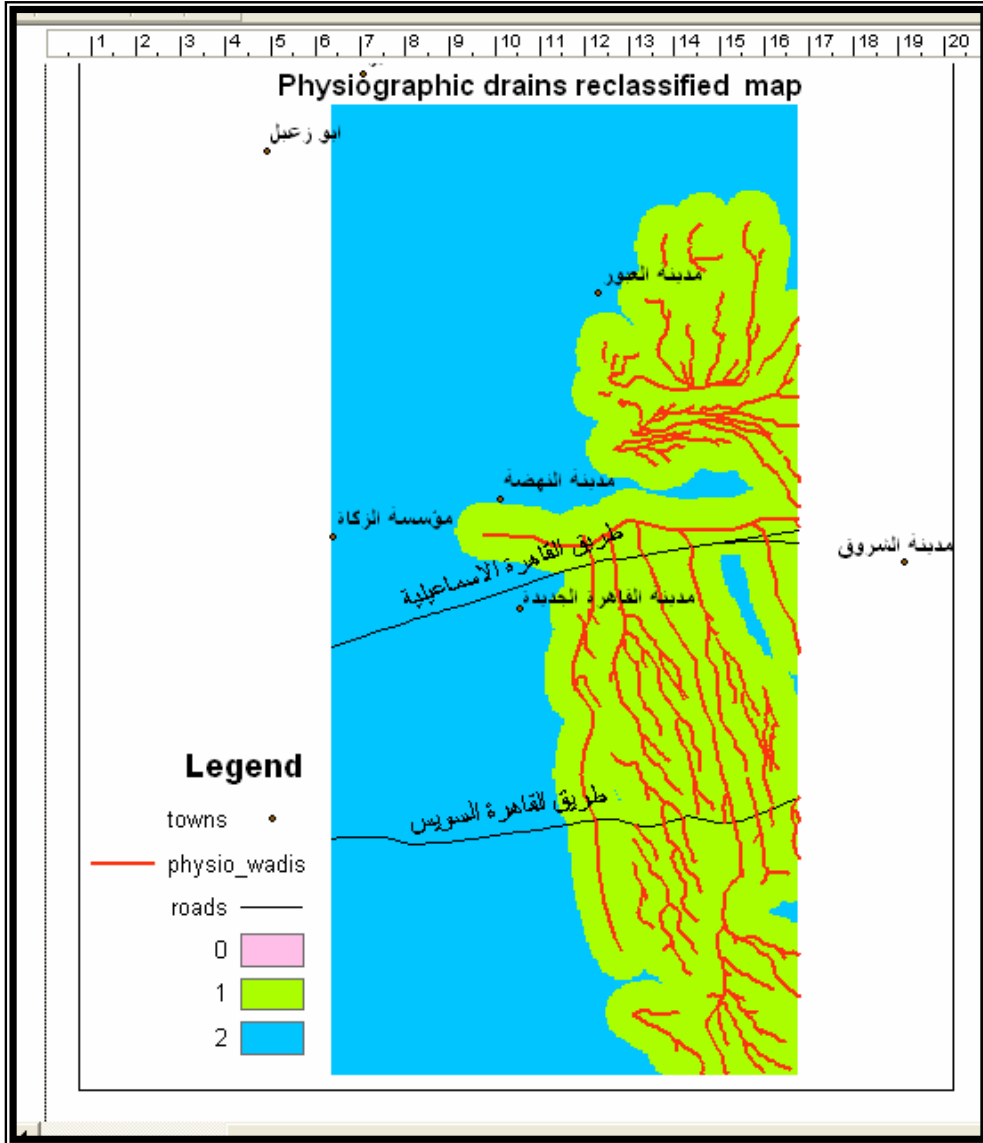 1 2 3 4 5 6 7 8 9 10 11 12 13 14 15 16 17 18 19 20
Physiographic drains reclassified map
ابو زعبل
مدينة العبور
مدينة النهضة
مؤسسة الزكاة
طريق القاهرة الاسماعيلية
مدينة الشروق
مدينة القاهرة الجديدة
طريق القاهرة السويس
Legend
towns
physio_wadis
roads
0
1
2